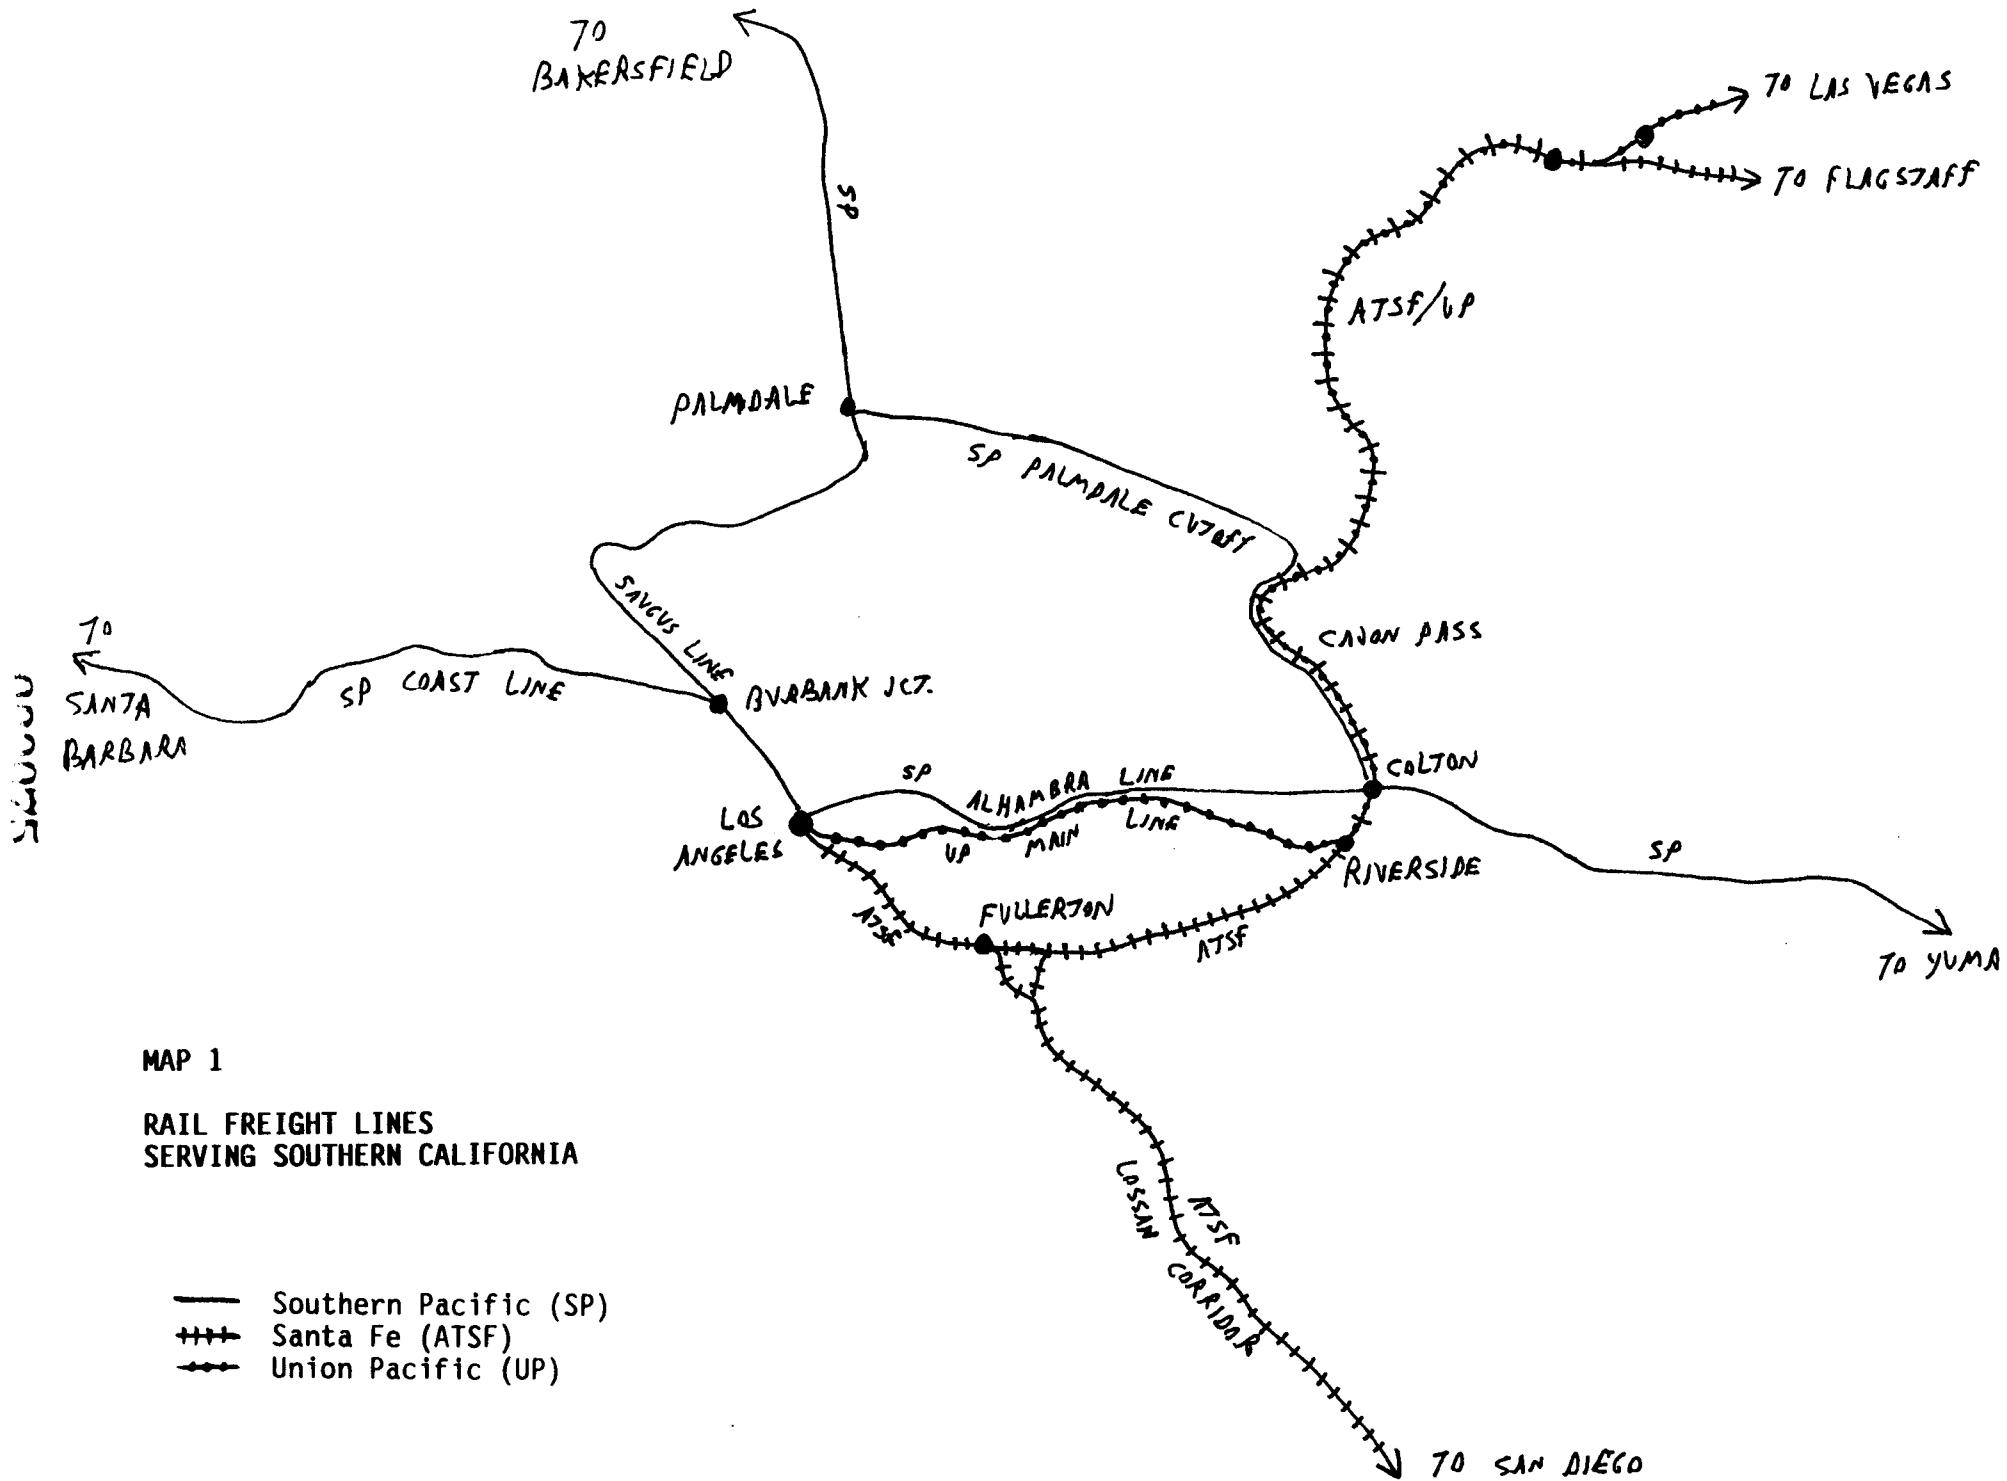 TO
BAKERSFIELD
TO LAS VEGAS
TO FLAGSTAFF
SP
ATSF/UP
PALMDALE
SP PALMDALE CUTOFF
SAUGUS LINE
CAJON PASS
TO
SANTA
BARBARA
SP COAST LINE
BURBANK JCT.
COLTON
SP ALHAMBRA LINE
LOS
ANGELES
UP MAIN LINE
RIVERSIDE
SP
TO YUMA
ATSF
FULLERTON
ATSF
MAP 1
RAIL FREIGHT LINES
SERVING SOUTHERN CALIFORNIA
ATSF
LOSSAN CORRIDOR
Southern Pacific (SP)
Santa Fe (ATSF)
Union Pacific (UP)
TO SAN DIEGO